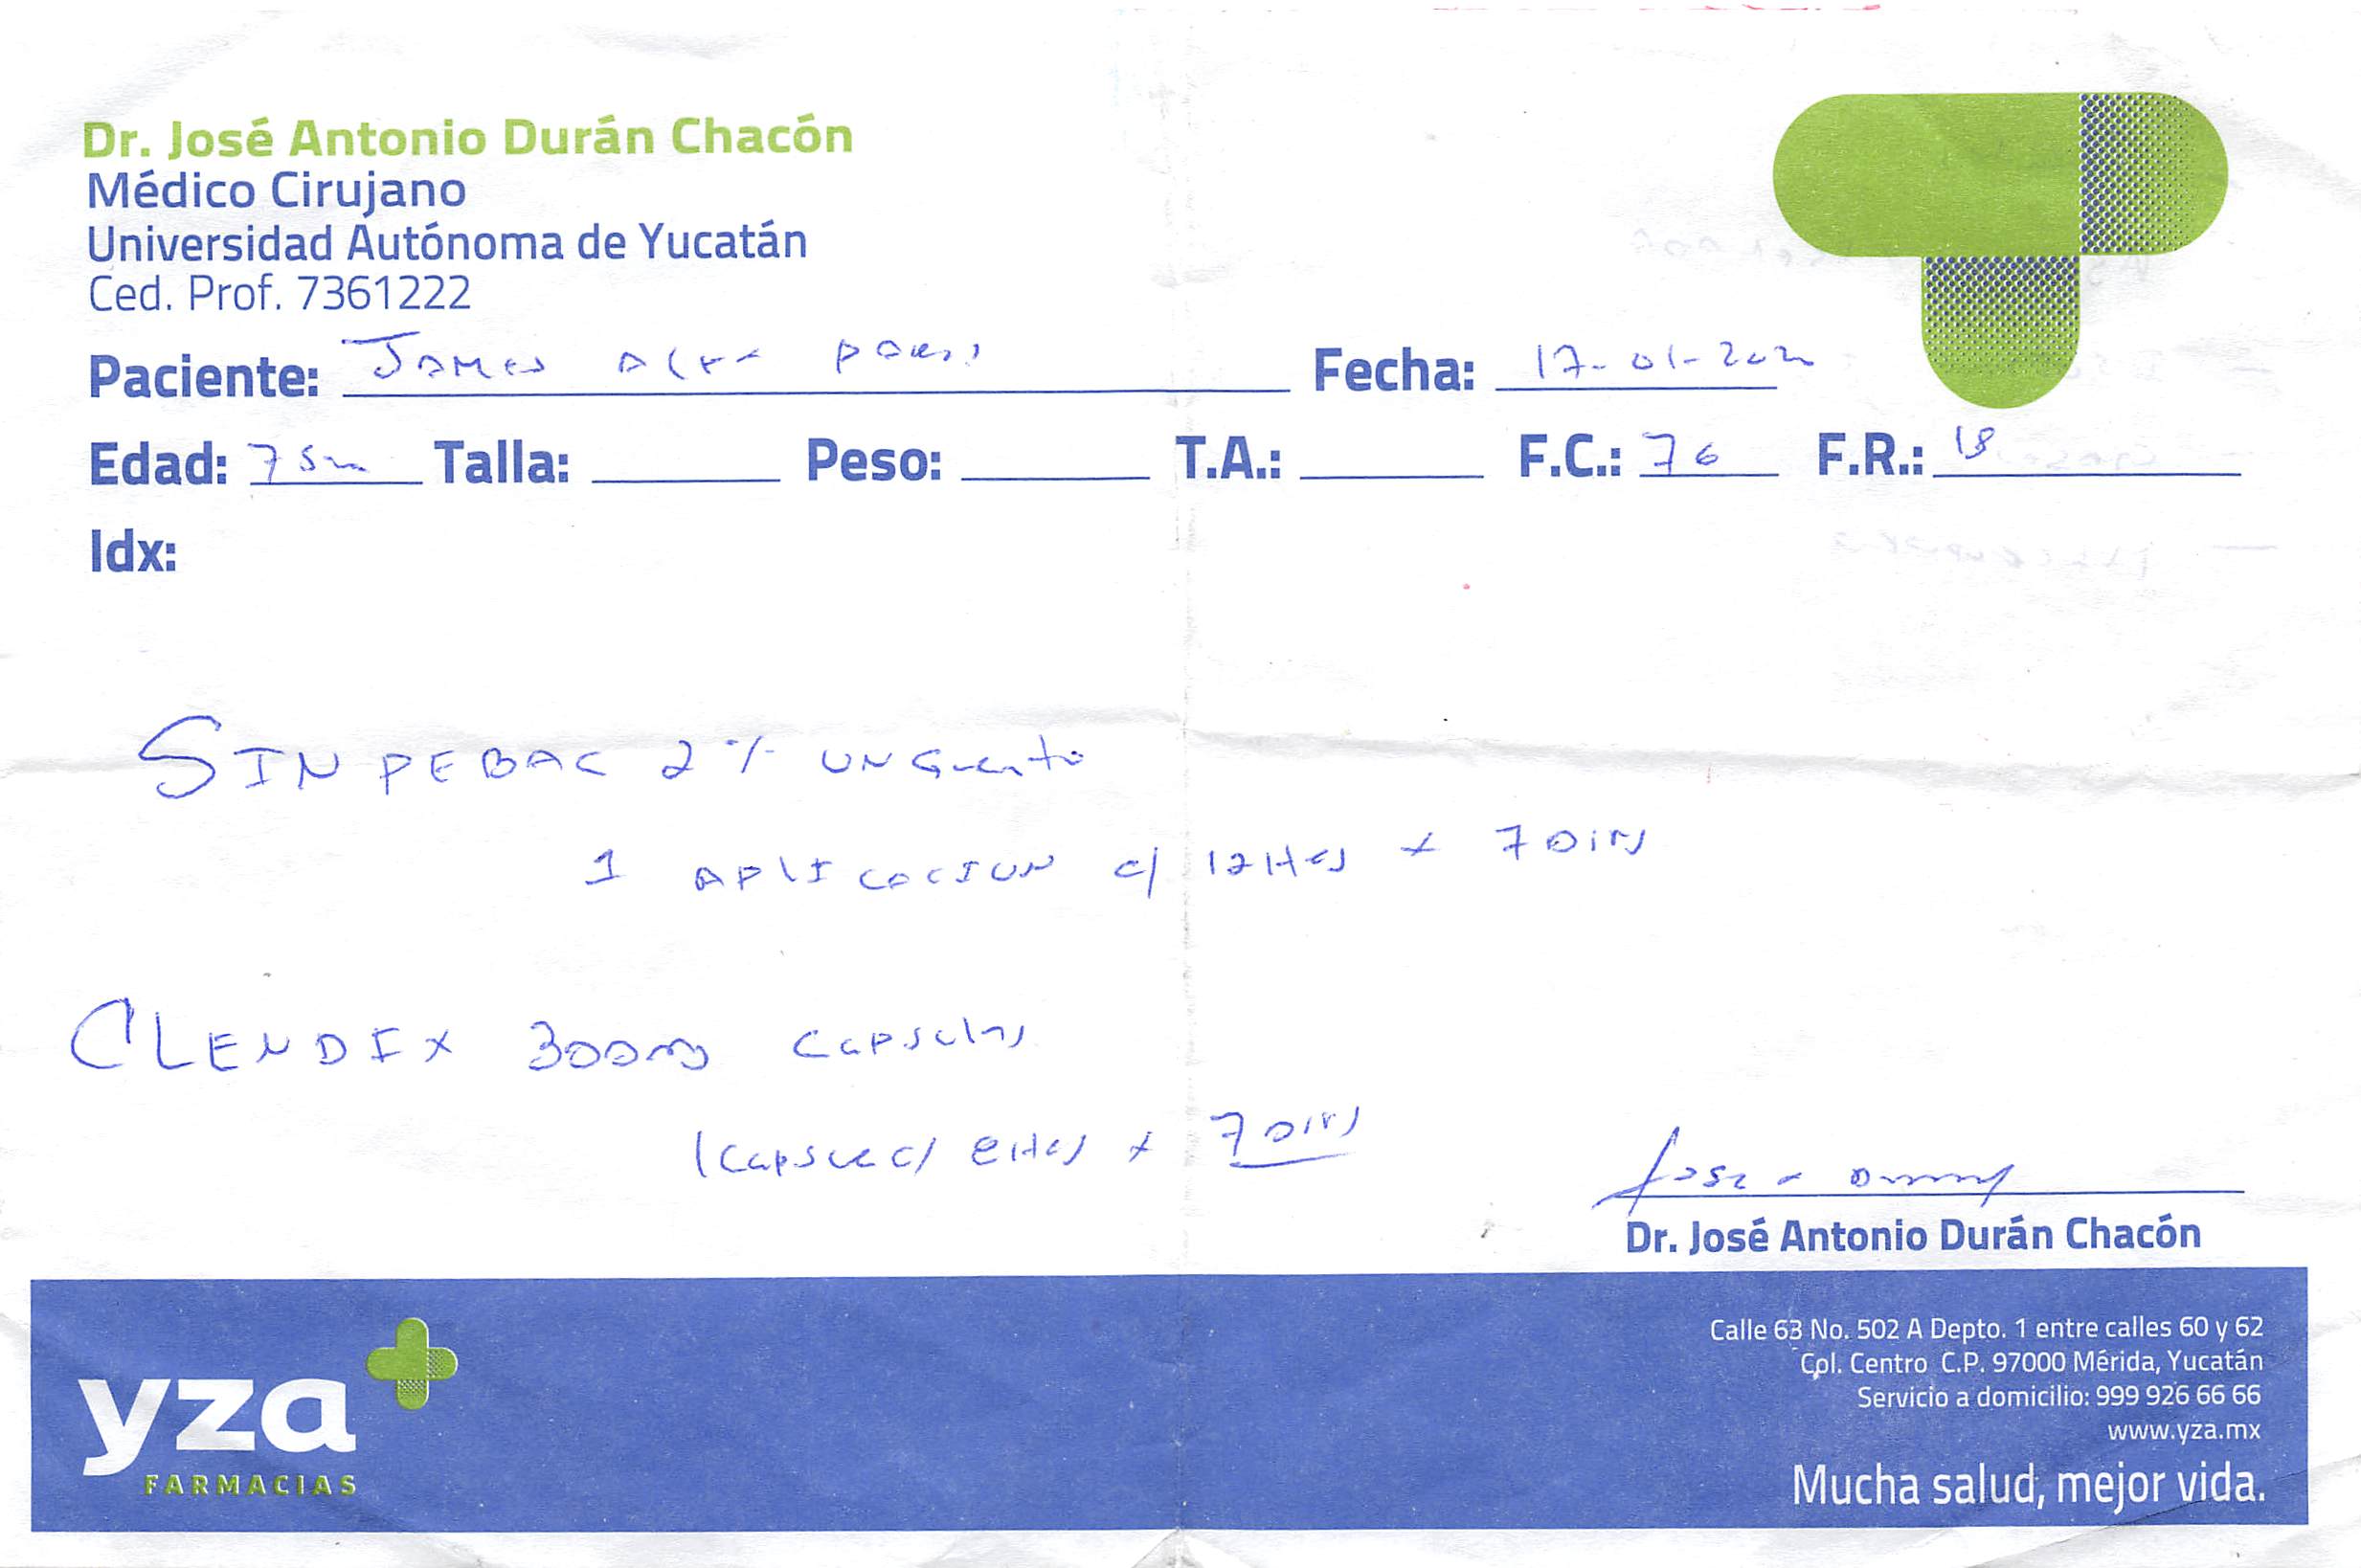 Dr. José Antonio Durán Chacón
Médico Cirujano
Universidad Autónoma de Yucatán
Ced. Prof. 7361222
Paciente: JAMES Fecha: 17-01-202
Edad: 75 Talla: Peso: T.A.: F.C.: 76 F.R.: 18
Idx:
SINPEBAC 2% UNGuento
1 APLICACION c/ 12 Hrs x 7 DIAS
CLENDIX 300mg CAPSULAS
1 CAPSULA c/ 8 Hrs x 7 DIAS
Dr. José Antonio Durán Chacón
yza
FARMACIAS
Calle 63 No. 502 A Depto. 1 entre calles 60 y 62
Col. Centro C.P. 97000 Mérida, Yucatán
Servicio a domicilio: 999 926 66 66
www.yza.mx
Mucha salud, mejor vida.